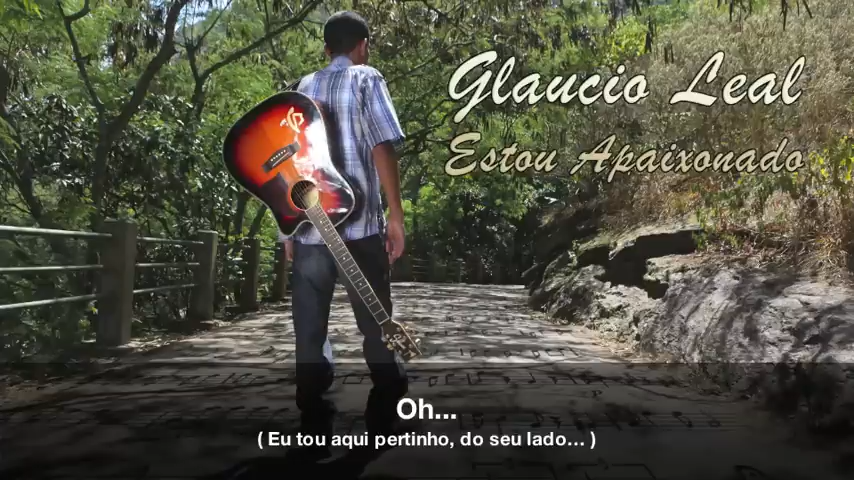 Glaucio Leal
Estou Apaixonado
Oh...
( Eu tou aqui pertinho, do seu lado... )